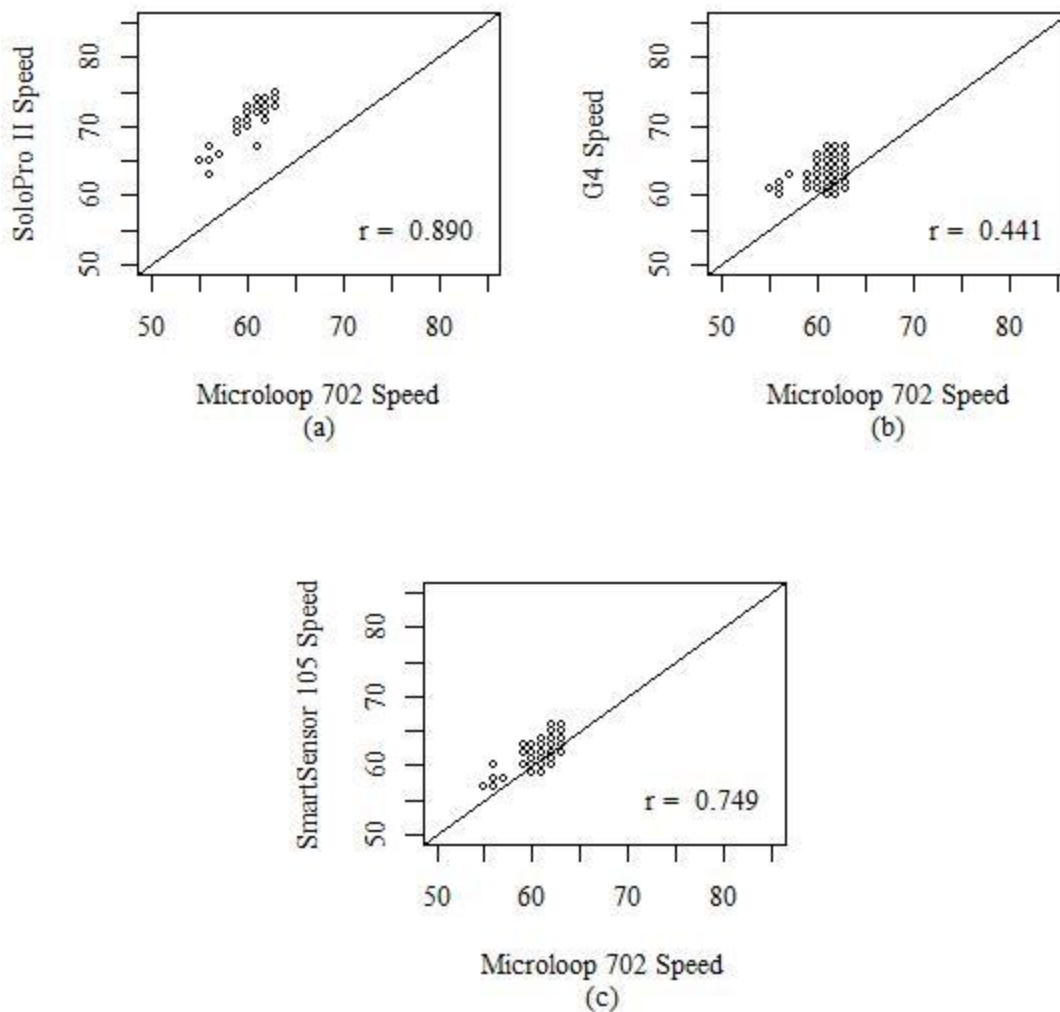 SoloPro II Speed
80
70
60
50
r = 0.890
50 60 70 80
Microloop 702 Speed
(a)
G4 Speed
80
70
60
50
r = 0.441
50 60 70 80
Microloop 702 Speed
(b)
SmartSensor 105 Speed
80
70
60
50
r = 0.749
50 60 70 80
Microloop 702 Speed
(c)